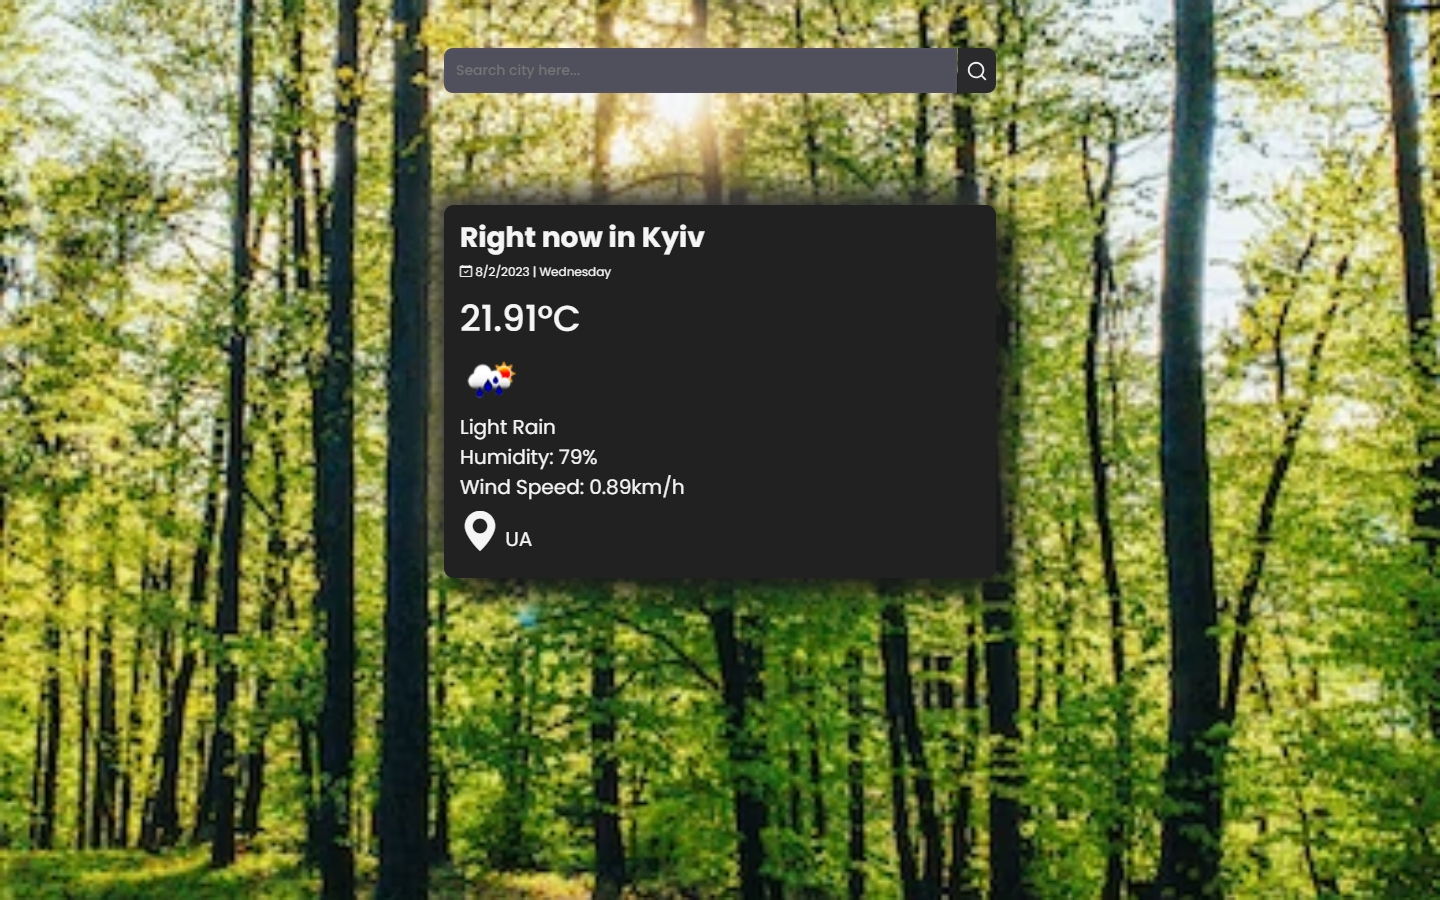 Search city here...
Right now in Kyiv
8/2/2023 | Wednesday
21.91°C
Light Rain
Humidity: 79%
Wind Speed: 0.89km/h
UA